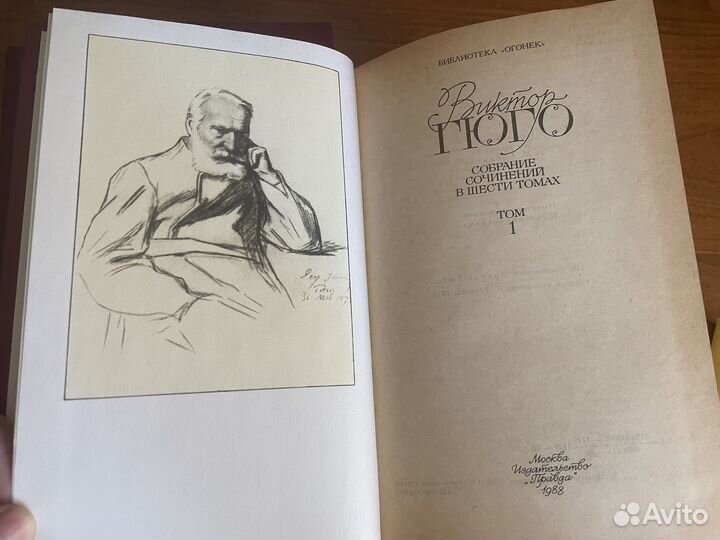 БИБЛИОТЕКА «ОГОНЕК»
Виктор
ГЮГО
СОБРАНИЕ
СОЧИНЕНИЙ
В ШЕСТИ ТОМАХ
ТОМ
1
Москва
Издательство
"Правда"
1988
Avito